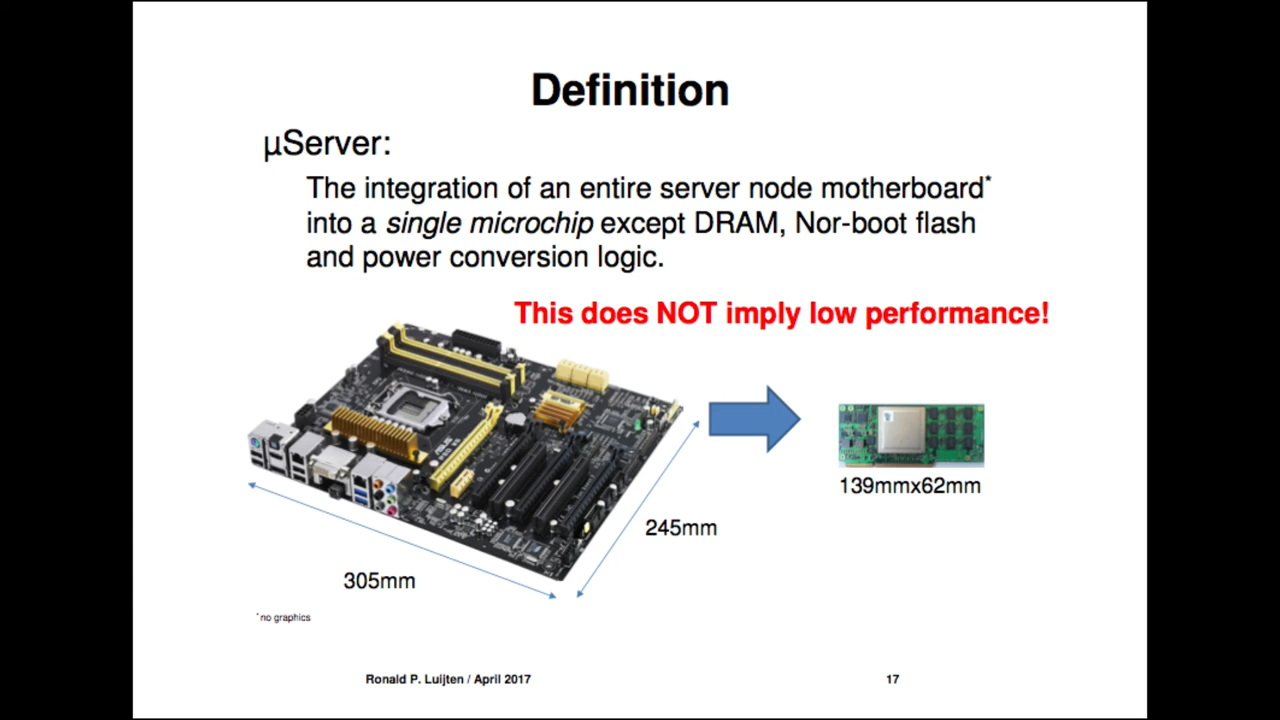 Definition
µServer:
The integration of an entire server node motherboard*
into a single microchip except DRAM, Nor-boot flash
and power conversion logic.
This does NOT imply low performance!
139mmx62mm
245mm
305mm
* no graphics
Ronald P. Luijten / April 2017
17